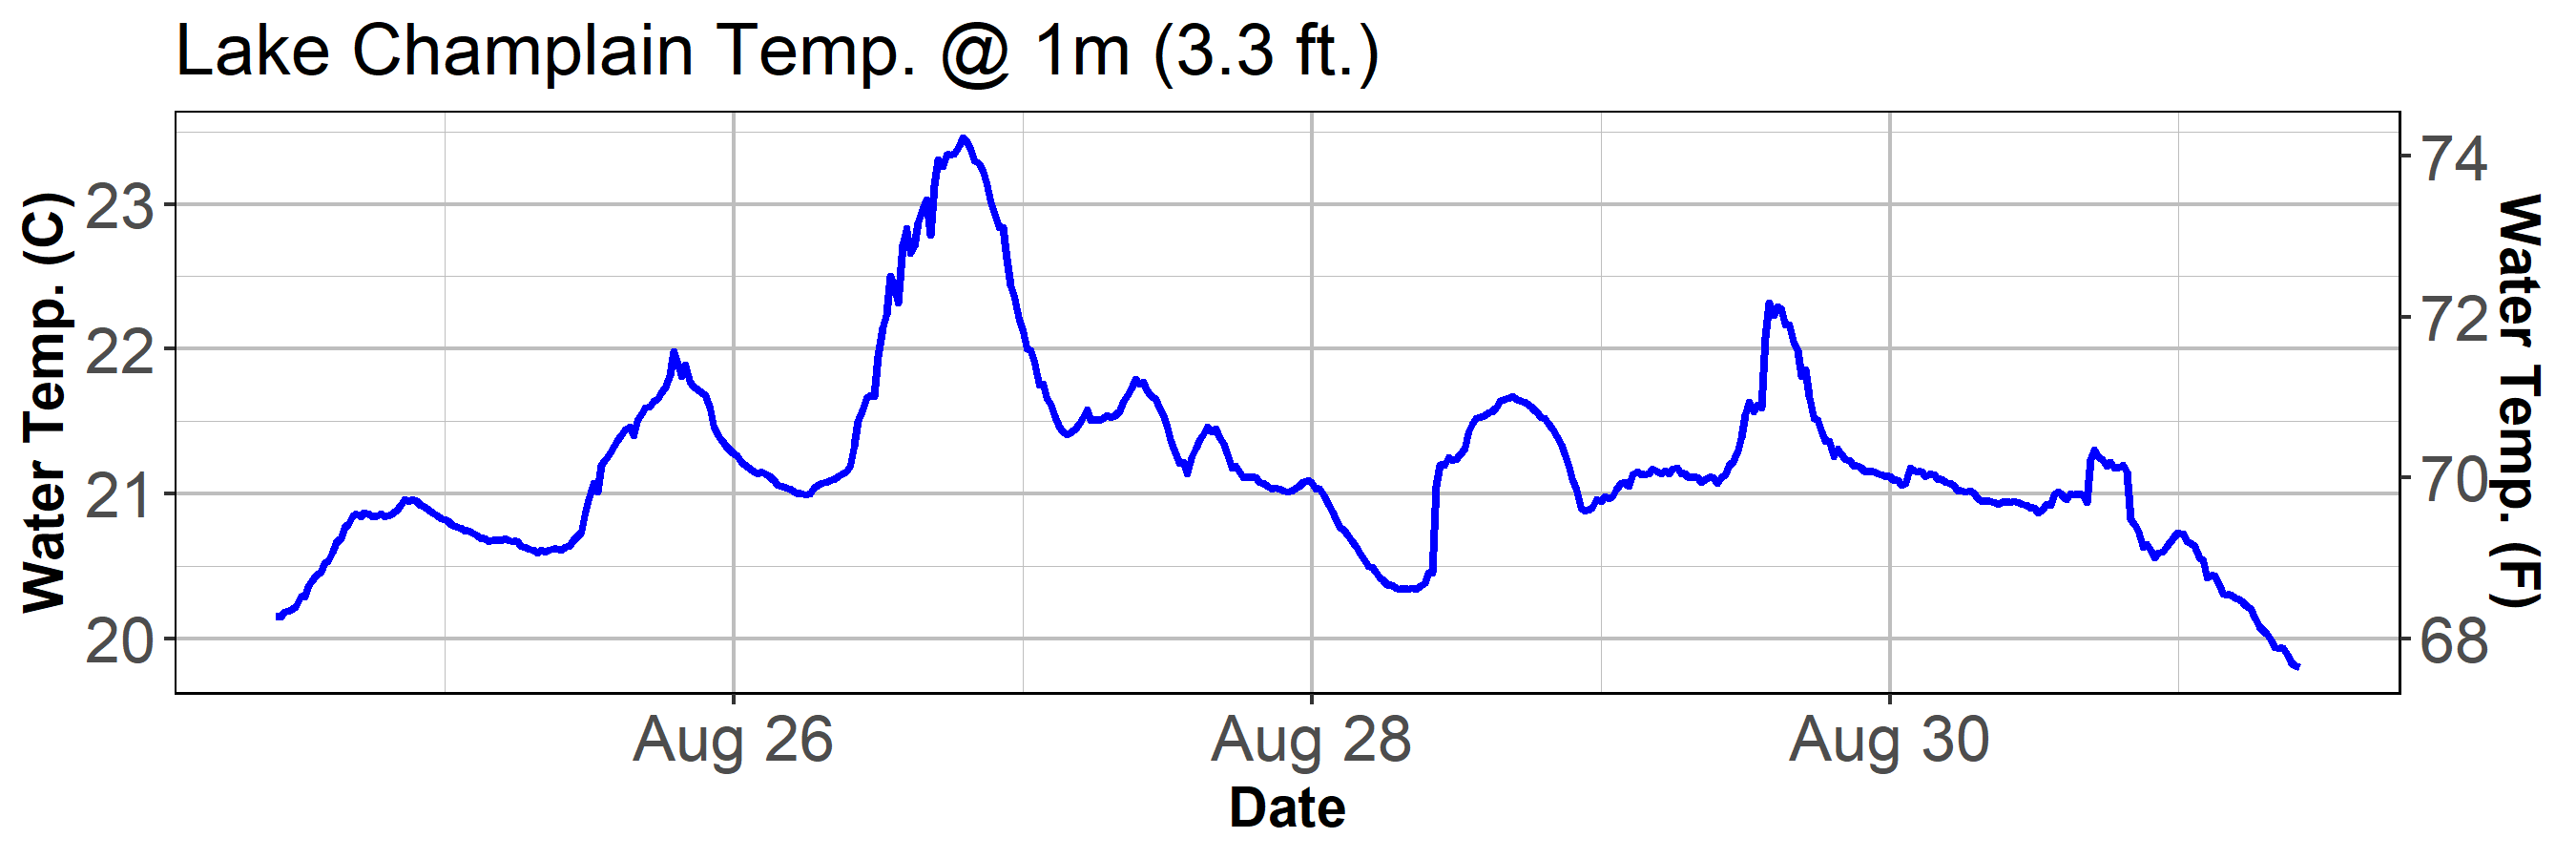 Lake Champlain Temp. @ 1m (3.3 ft.)
Water Temp. (C)
23
22
21
20
74
72
70
68
Water Temp. (F)
Aug 26
Aug 28
Aug 30
Date